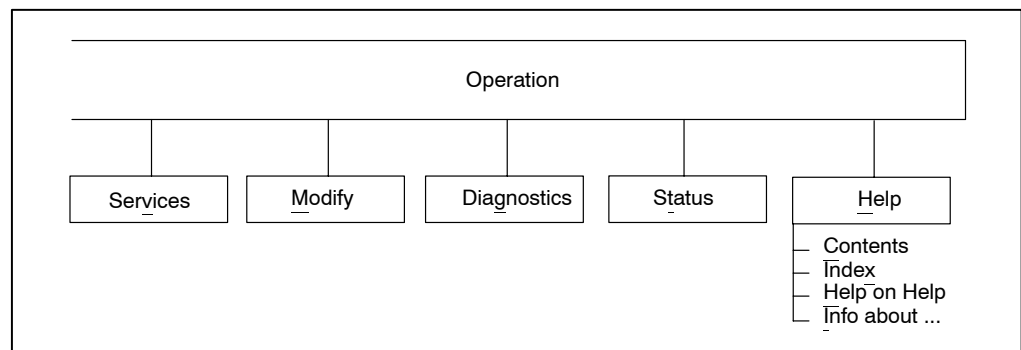 Operation
Services Modify Diagnostics Status Help
Contents
Index
Help on Help
Info about ...